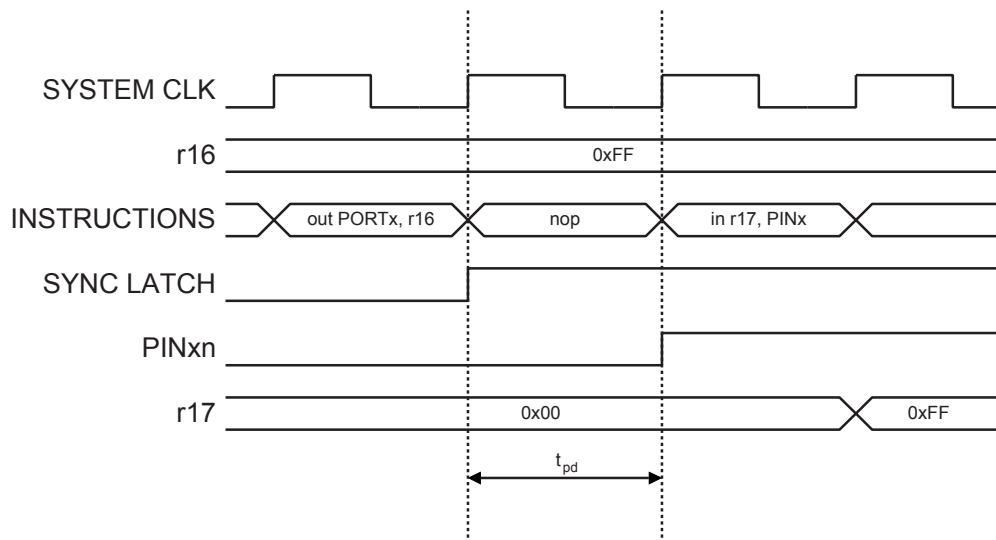 SYSTEM CLK
r16
0xFF
INSTRUCTIONS
out PORTx, r16
nop
in r17, PINx
SYNC LATCH
PINxn
r17
0x00
0xFF
tpd